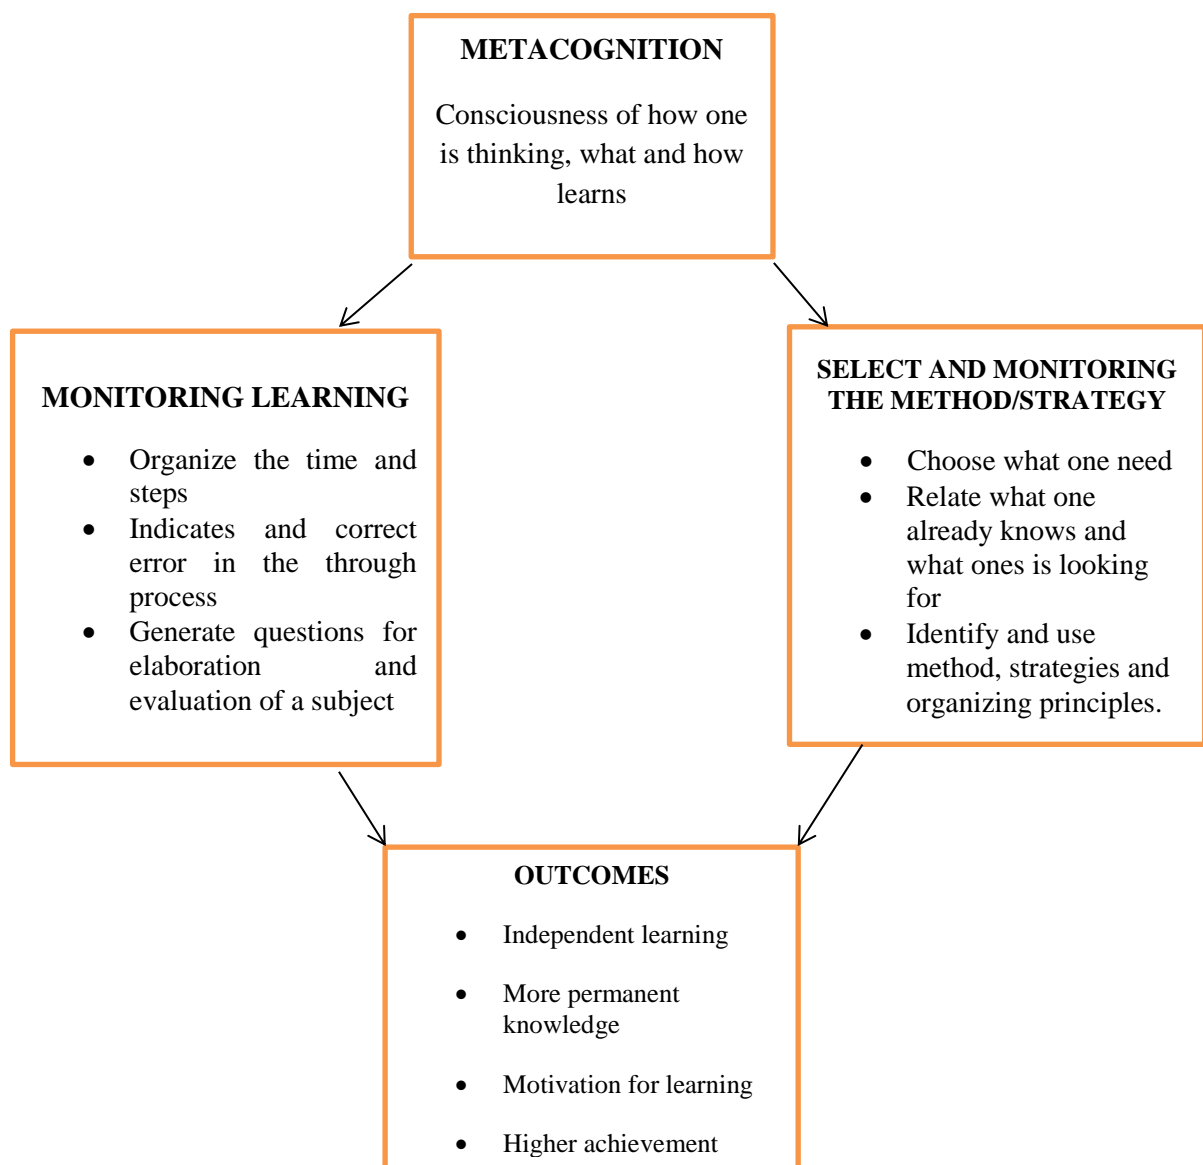 METACOGNITION
Consciousness of how one
is thinking, what and how
learns
MONITORING LEARNING
• Organize the time and
steps
• Indicates and correct
error in the through
process
• Generate questions for
elaboration and
evaluation of a subject
SELECT AND MONITORING
THE METHOD/STRATEGY
• Choose what one need
• Relate what one
already knows and
what ones is looking
for
• Identify and use
method, strategies and
organizing principles.
OUTCOMES
• Independent learning
• More permanent
knowledge
• Motivation for learning
• Higher achievement